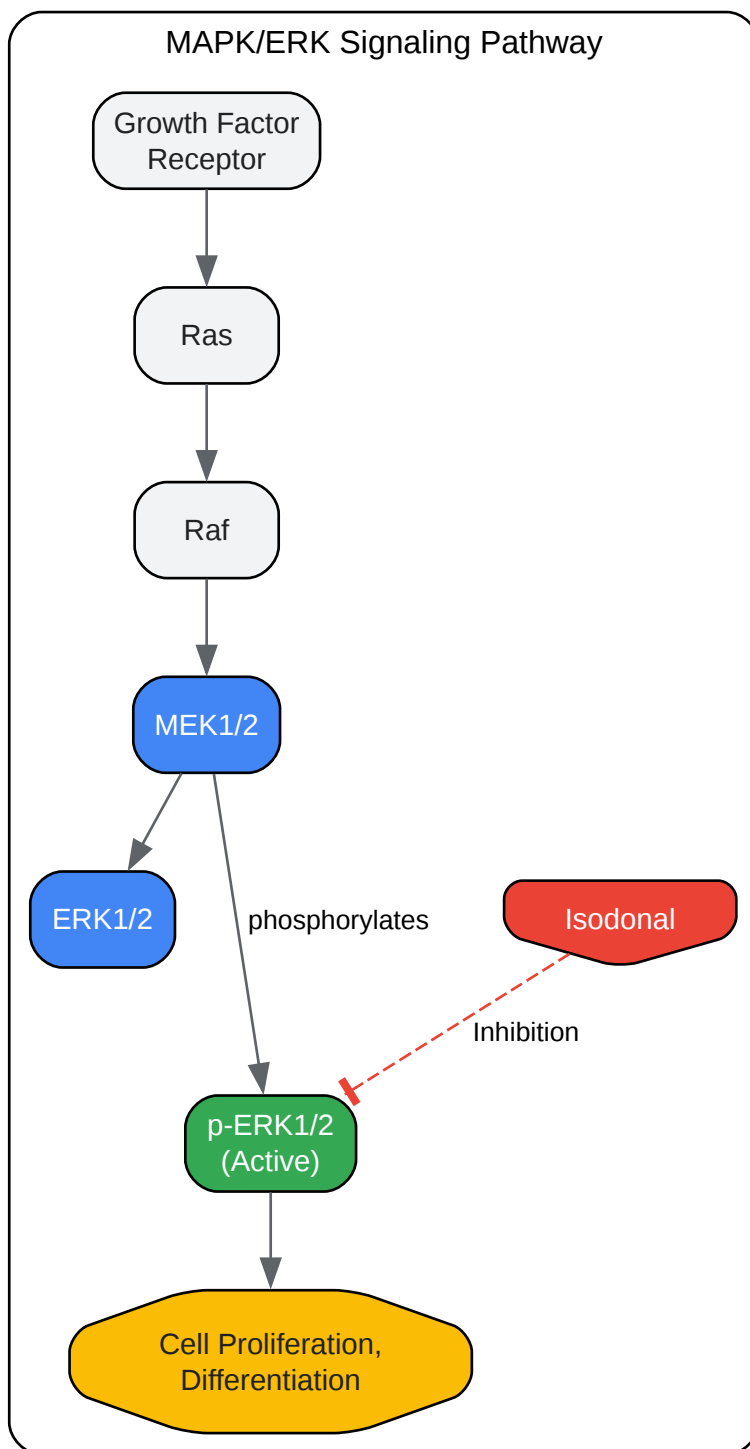 MAPK/ERK Signaling Pathway
Growth Factor
Receptor
Ras
Raf
MEK1/2
ERK1/2
phosphorylates
Isodonal
Inhibition
p-ERK1/2
(Active)
Cell Proliferation,
Differentiation